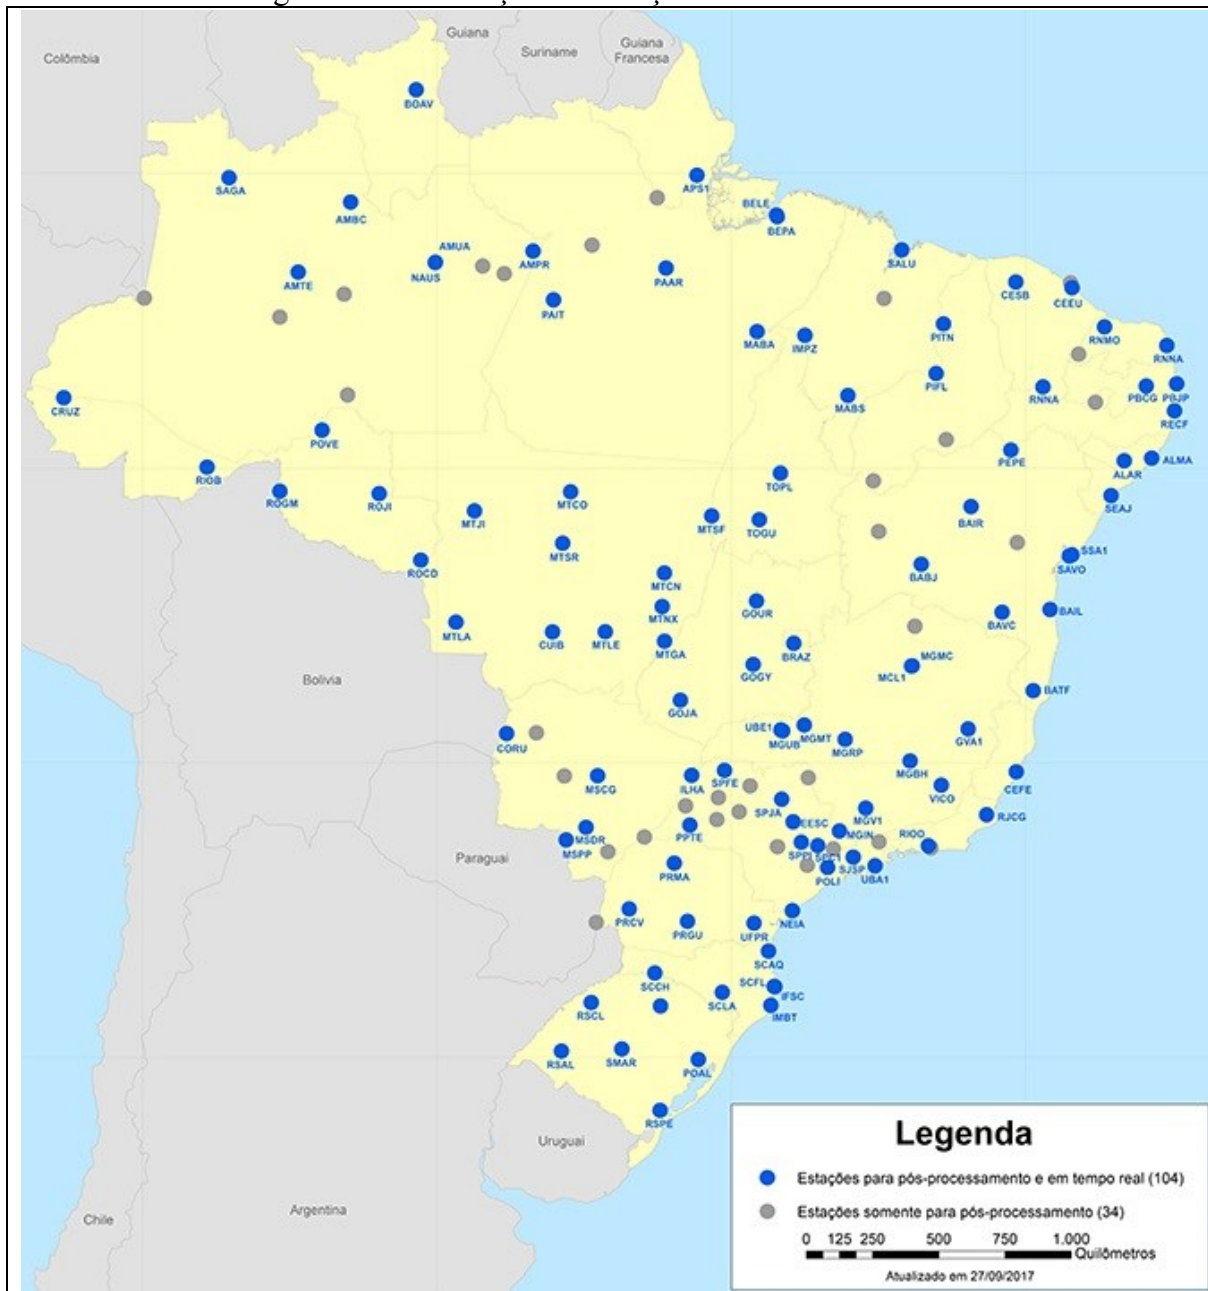 Colômbia
Guiana
Suriname
Guiana
Francesa
BOAV
SAGA
AMBC
APS1
BELE
BEPA
AMUA
NAUS
AMPR
AMTE
PAAR
SALU
PAIT
CESB
CEEU
MABA
IMPZ
PITN
RNMO
RNNA
CRUZ
MABS
PIFL
RNNA
PBCG
PBJP
RECF
POVE
PEPE
ALMA
ALAR
RIOB
TOPL
ROGM
ROJI
MTCO
SEAJ
MTJI
MTSF
TOGU
BAIR
MTSR
SSA1
SAVO
ROCD
BABJ
MTCN
GOUR
MTNX
BAVC
BAIL
MTLA
CUIB
MTLE
MTGA
BRAZ
GOGY
MGMC
MCL1
Bolívia
BATF
GOJA
UBE1
MGMT
MGUB
MGRP
GVA1
CORU
MSCG
ILHA
SPFE
MGBH
CEFE
VICO
SPJA
MGV1
RJCG
EESC
MGIN
RIOD
MSDR
PPTE
MSPP
Paraguai
SJSP
PRMA
POLI
UBA1
PRCV
PRGU
UFPR
NEIA
SCAQ
SCCH
SCFL
IFSC
RSCL
SCLA
IMBT
RSAL
SMAR
POAL
RSPE
Uruguai
Argentina
Chile
Legenda
Estações para pós-processamento e em tempo real (104)
Estações somente para pós-processamento (34)
0 125 250 500 750 1.000
Quilômetros
Atualizado em 27/09/2017